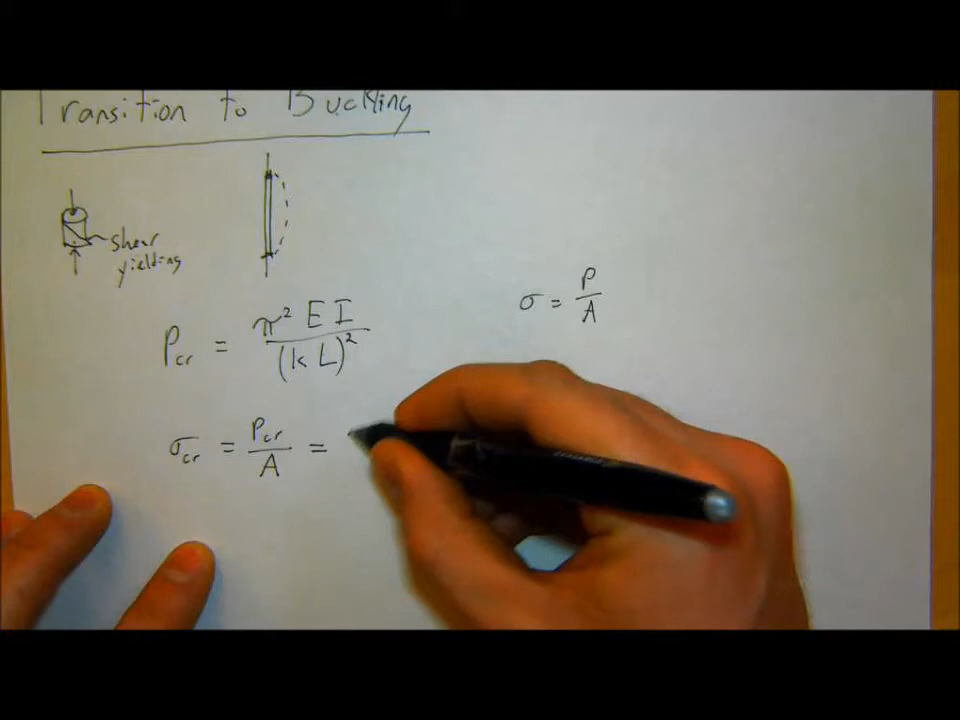 Transition to Buckling
shear
yielding
σ = P/A
P_cr = π² E I / (k L)²
σ_cr = P_cr / A =